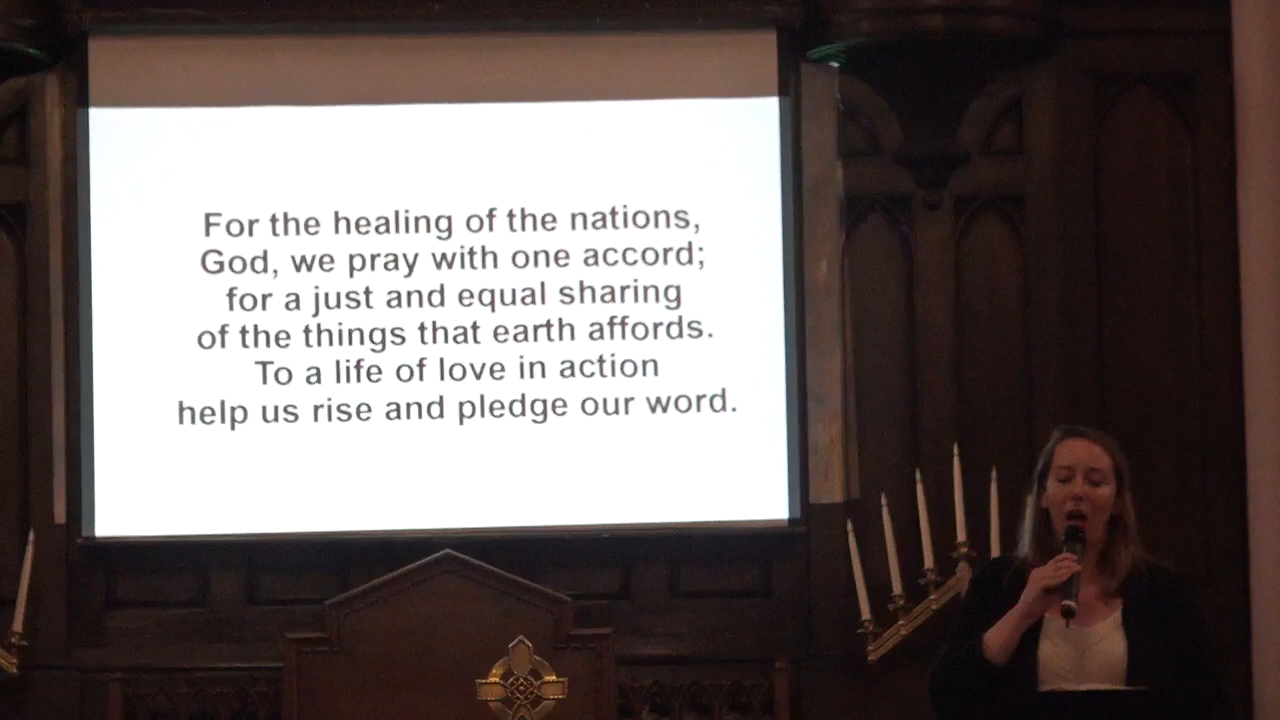 For the healing of the nations,
God, we pray with one accord;
for a just and equal sharing
of the things that earth affords.
To a life of love in action
help us rise and pledge our word.